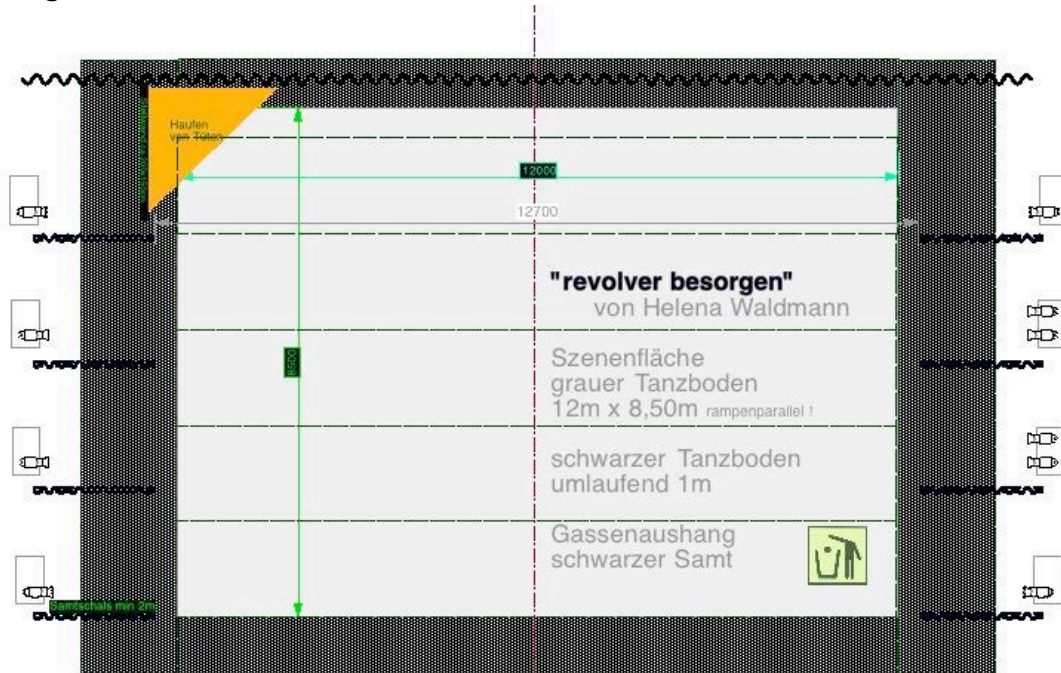 Haufen
von Tüten
12000
12700
8500
"revolver besorgen"
von Helena Waldmann
Szenenfläche
grauer Tanzboden
12m x 8,50m rampenparallel !
schwarzer Tanzboden
umlaufend 1m
Gassenaushang
schwarzer Samt
Samtschals min 2m